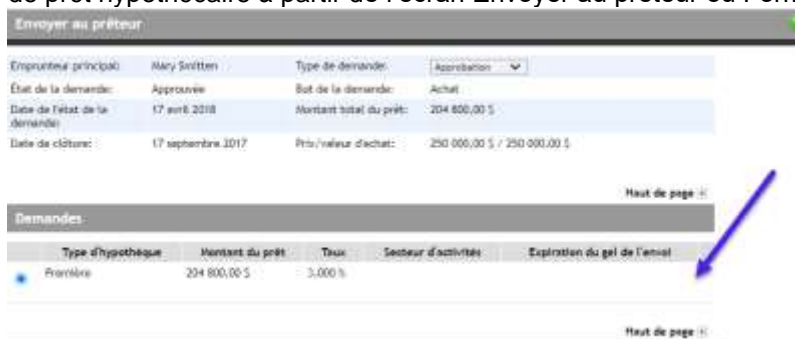 de prêt hypothécaire à partir de l'écran Envoyer au prêteur ou
Envoyer au prêteur
Emprunteur principal: Mary Smitten Type de demande: Approbation
État de la demande: Approuvée But de la demande: Achat
Date de l'état de la demande: 17 avril 2018 Montant total du prêt: 204 800,00 $
Date de clôture: 17 septembre 2017 Prix/valeur d'achat: 250 000,00 $ / 250 000,00 $
Haut de page
Demandes
Type d'hypothèque Montant du prêt Taux Secteur d'activités Expiration du gel de l'envoi
Première 204 800,00 $ 3,000 %
Haut de page